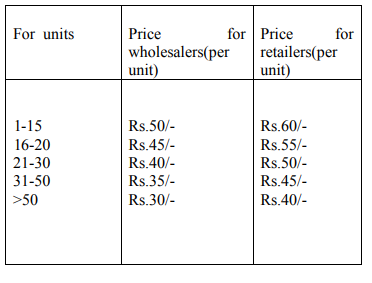 For units Price for Price for
wholesalers(per retailers(per
unit) unit)
1-15 Rs.50/- Rs.60/-
16-20 Rs.45/- Rs.55/-
21-30 Rs.40/- Rs.50/-
31-50 Rs.35/- Rs.45/-
>50 Rs.30/- Rs.40/-